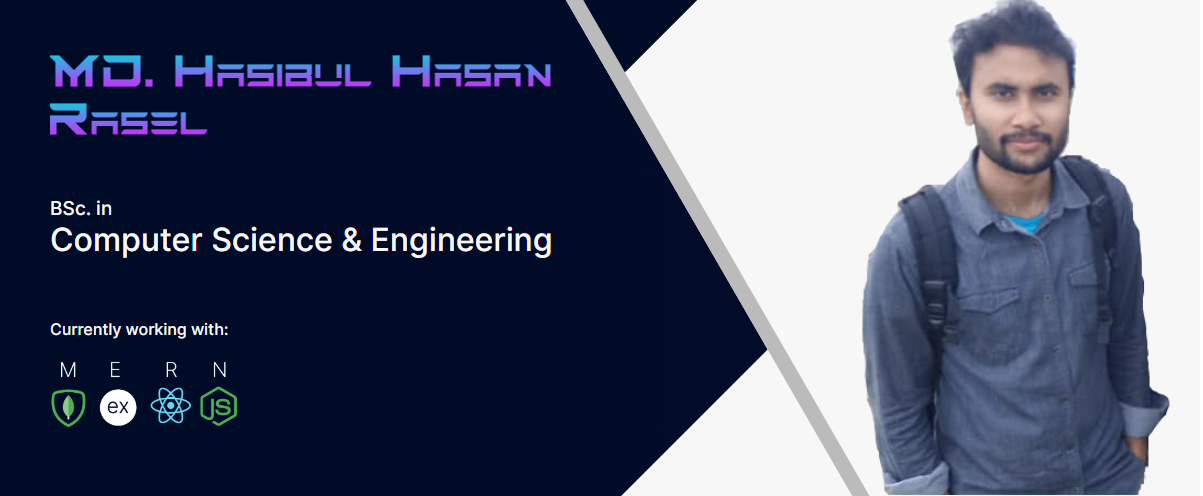 MD. Hasibul Hasan
Rasel
BSc. in
Computer Science & Engineering
Currently working with:
M E R N
ex JS